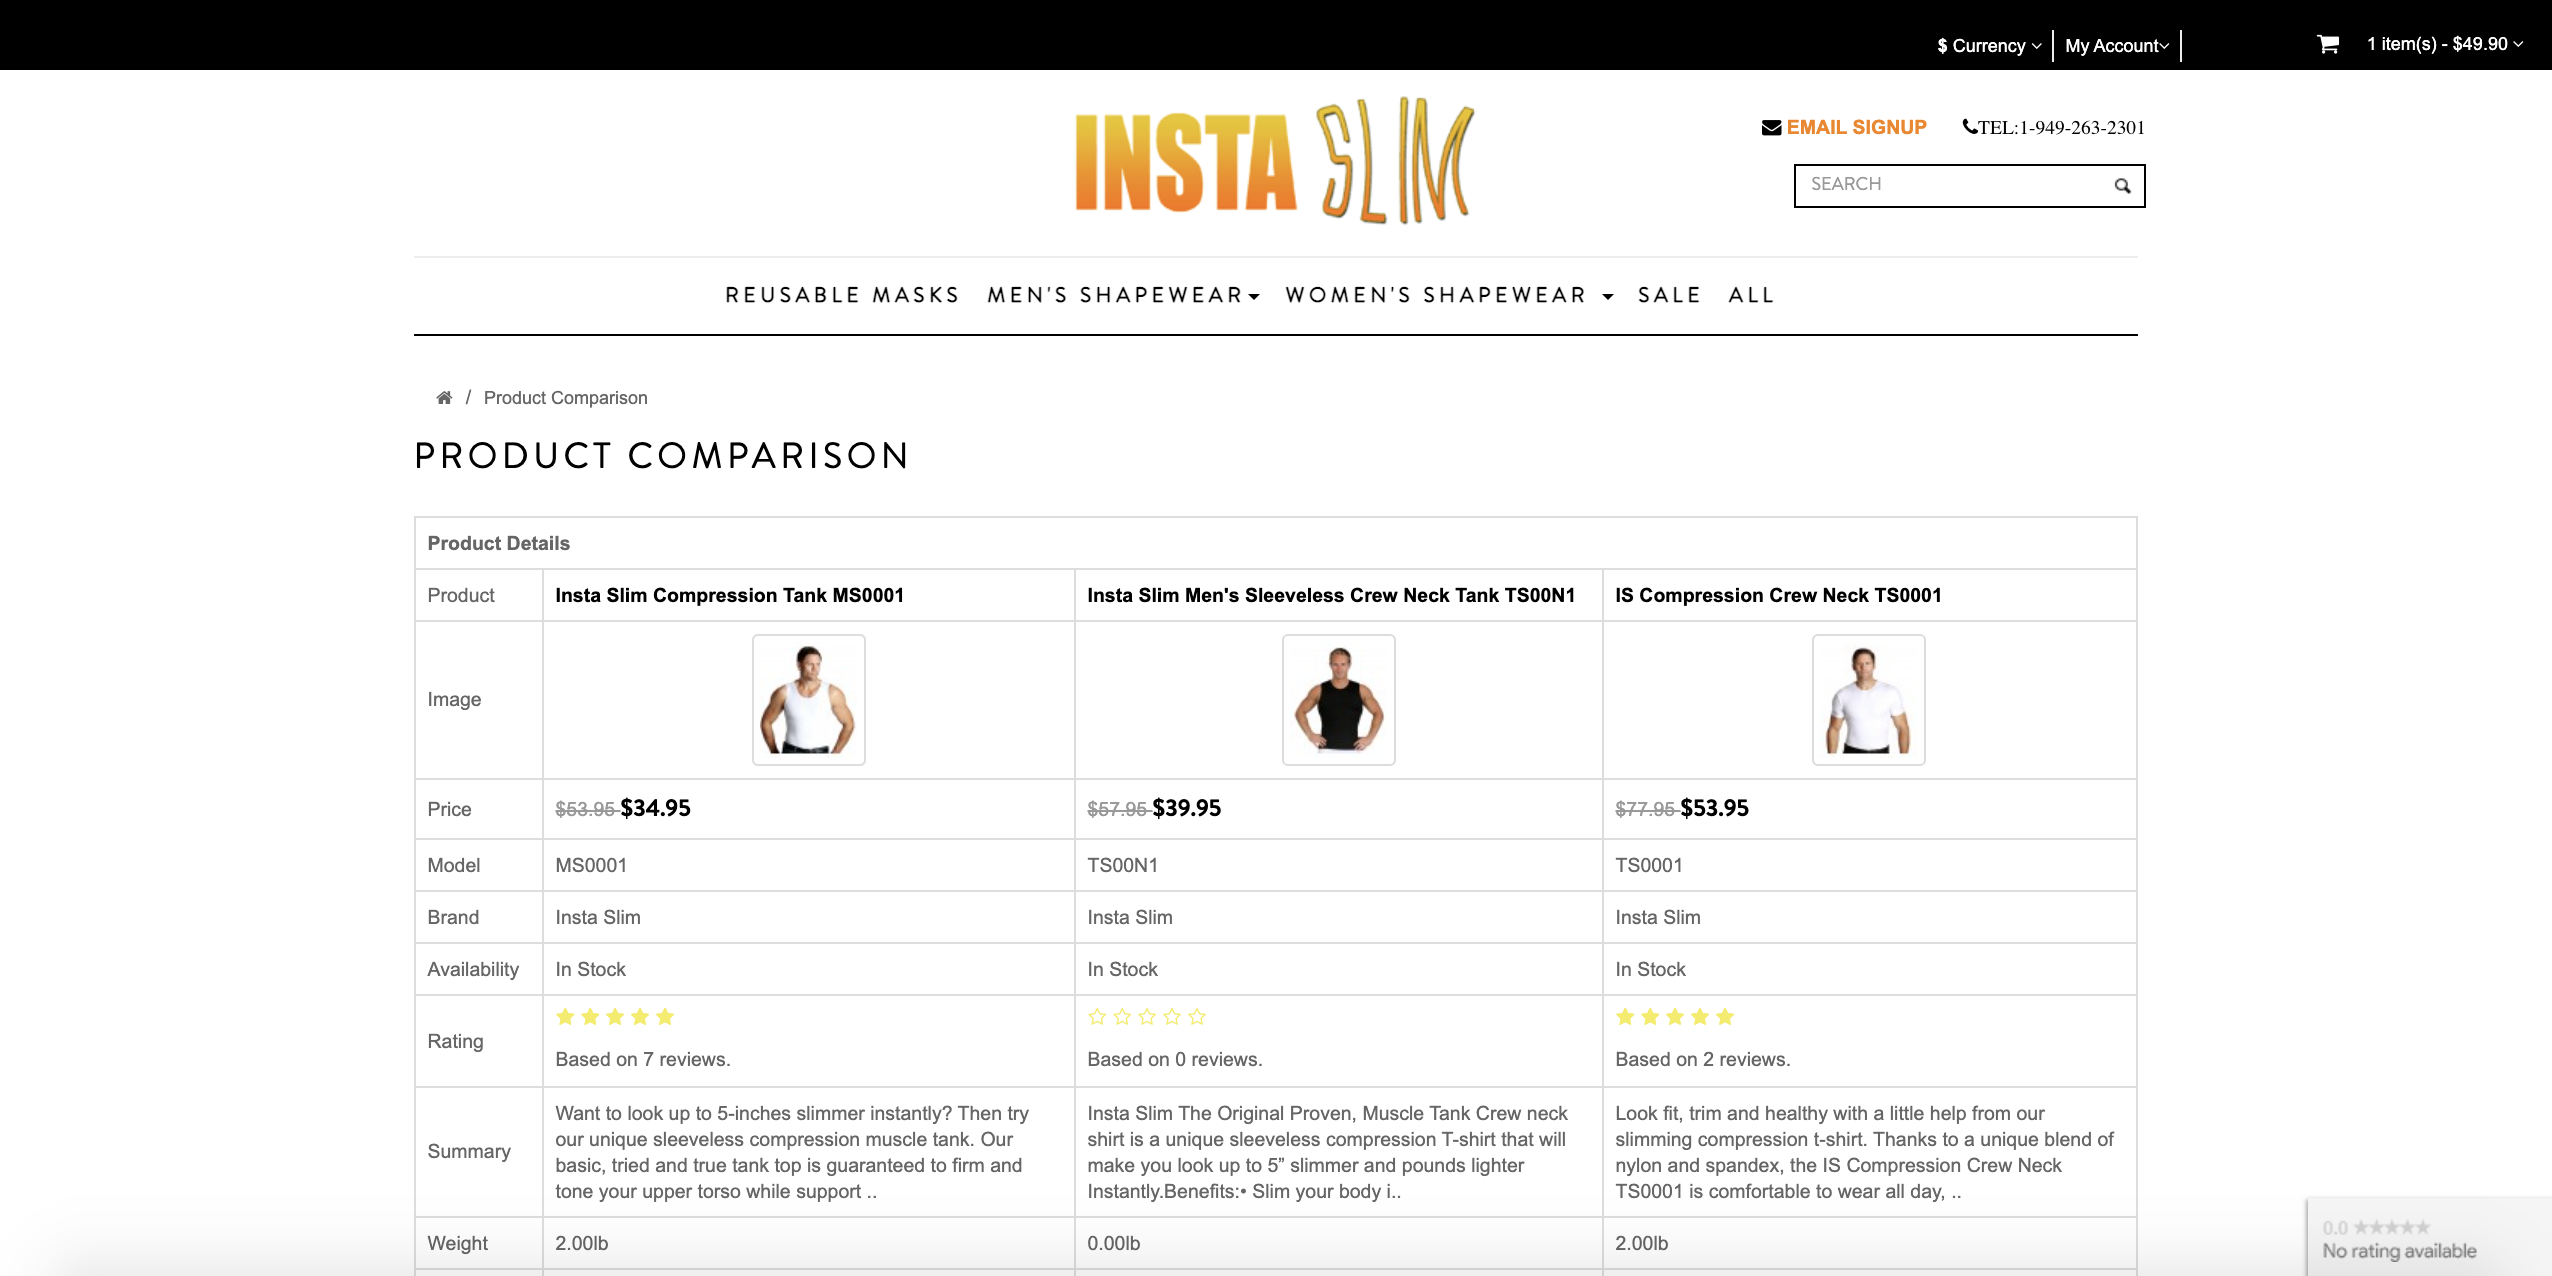 $ Currency
My Account
1 item(s) - $49.90
INSTA SLIM
EMAIL SIGNUP
TEL:1-949-263-2301
SEARCH
REUSABLE MASKS
MEN'S SHAPEWEAR
WOMEN'S SHAPEWEAR
SALE
ALL
/ Product Comparison
PRODUCT COMPARISON
Product Details
Product
Insta Slim Compression Tank MS0001
Insta Slim Men's Sleeveless Crew Neck Tank TS00N1
IS Compression Crew Neck TS0001
Image
Price
$53.95 $34.95
$57.95 $39.95
$77.95 $53.95
Model
MS0001
TS00N1
TS0001
Brand
Insta Slim
Insta Slim
Insta Slim
Availability
In Stock
In Stock
In Stock
Rating
Based on 7 reviews.
Based on 0 reviews.
Based on 2 reviews.
Summary
Want to look up to 5-inches slimmer instantly? Then try
our unique sleeveless compression muscle tank. Our
basic, tried and true tank top is guaranteed to firm and
tone your upper torso while support ..
Insta Slim The Original Proven, Muscle Tank Crew neck
shirt is a unique sleeveless compression T-shirt that will
make you look up to 5” slimmer and pounds lighter
Instantly.Benefits:• Slim your body i..
Look fit, trim and healthy with a little help from our
slimming compression t-shirt. Thanks to a unique blend of
nylon and spandex, the IS Compression Crew Neck
TS0001 is comfortable to wear all day, ..
Weight
2.00lb
0.00lb
2.00lb
0.0
No rating available